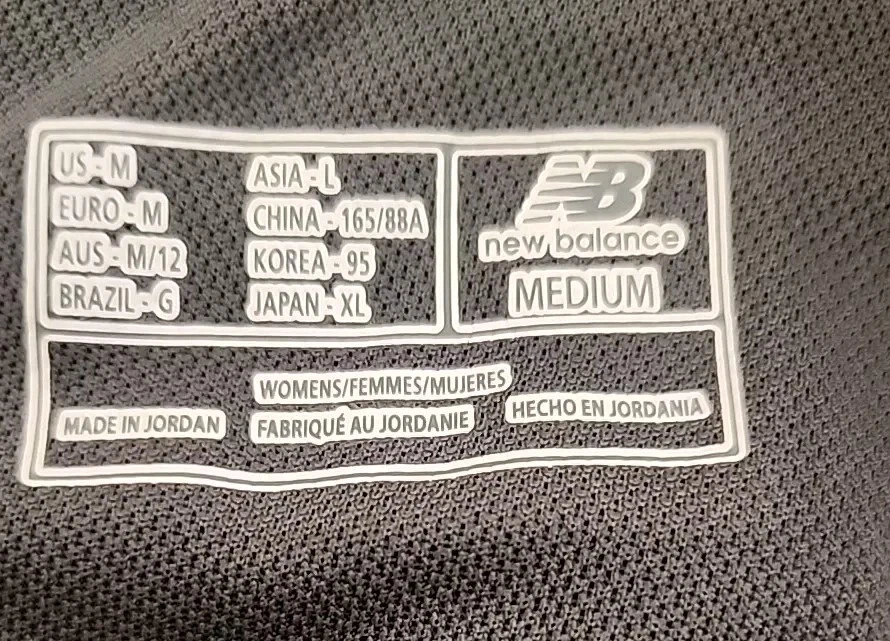 US - M
EURO - M
AUS - M/12
BRAZIL - G
ASIA - L
CHINA - 165/88A
KOREA - 95
JAPAN - XL
NB
new balance
MEDIUM
WOMENS/FEMMES/MUJERES
MADE IN JORDAN
FABRIQUÉ AU JORDANIE
HECHO EN JORDANIA